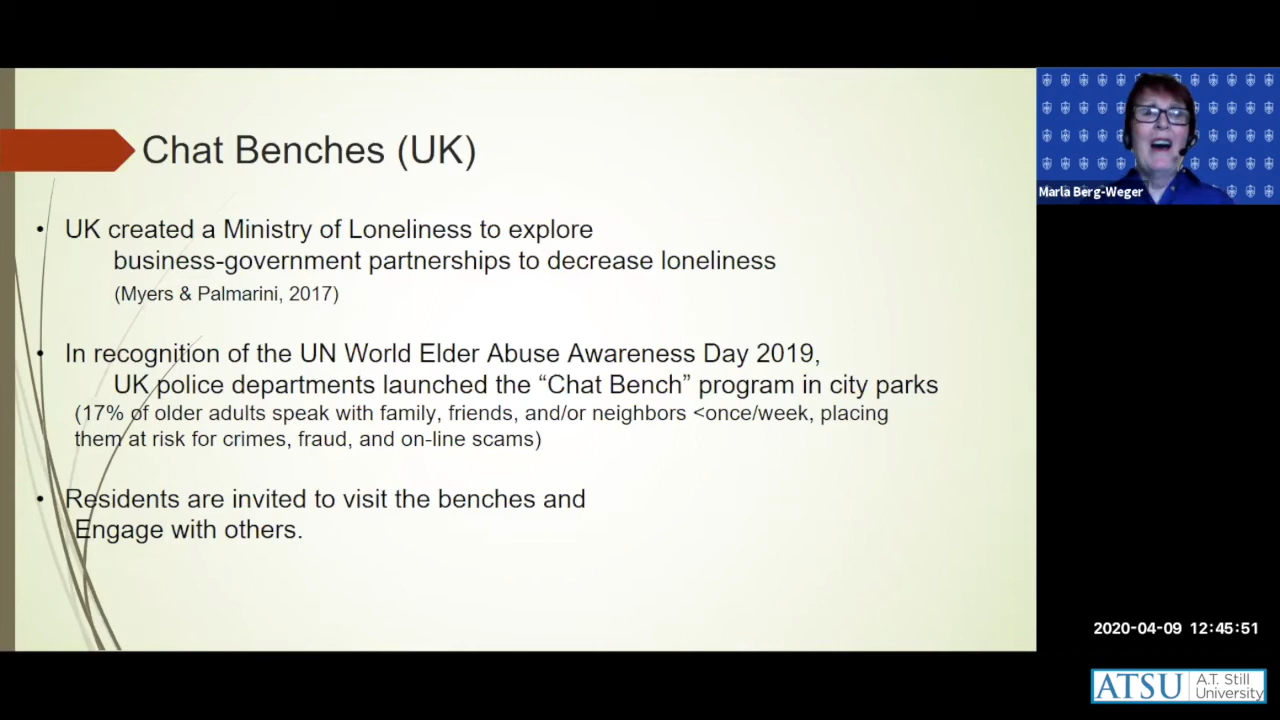 Chat Benches (UK)
• UK created a Ministry of Loneliness to explore
business-government partnerships to decrease loneliness
(Myers & Palmarini, 2017)
• In recognition of the UN World Elder Abuse Awareness Day 2019,
UK police departments launched the “Chat Bench” program in city parks
(17% of older adults speak with family, friends, and/or neighbors <once/week, placing
them at risk for crimes, fraud, and on-line scams)
• Residents are invited to visit the benches and
Engage with others.
Marla Berg-Weger
2020-04-09 12:45:51
ATSU
A.T. Still
University